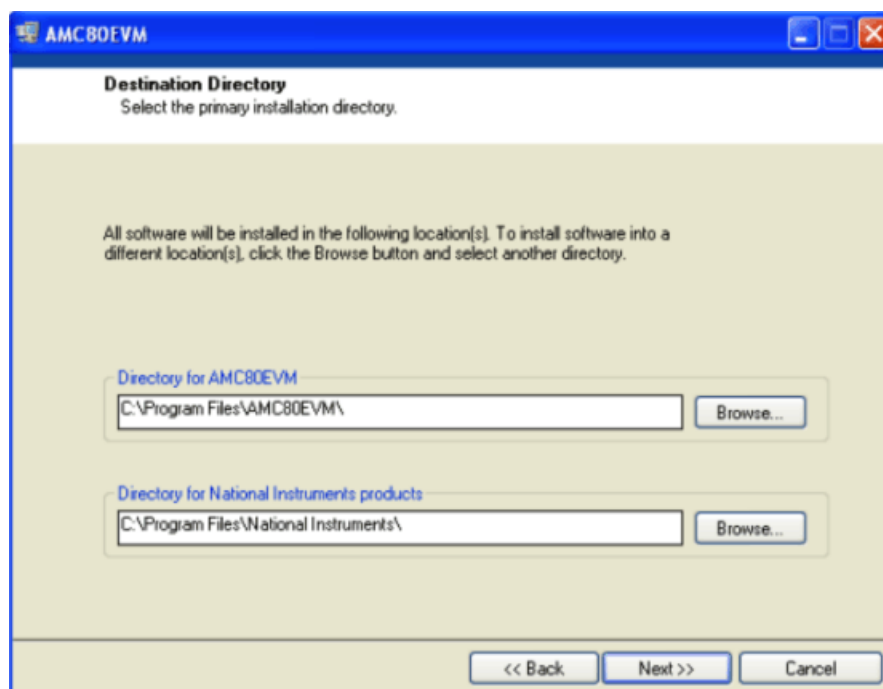 AMC80EVM
Destination Directory
Select the primary installation directory.
All software will be installed in the following location(s). To install software into a
different location(s), click the Browse button and select another directory.
Directory for AMC80EVM
C:\Program Files\AMC80EVM\
Browse...
Directory for National Instruments products
C:\Program Files\National Instruments\
Browse...
<< Back
Next >>
Cancel